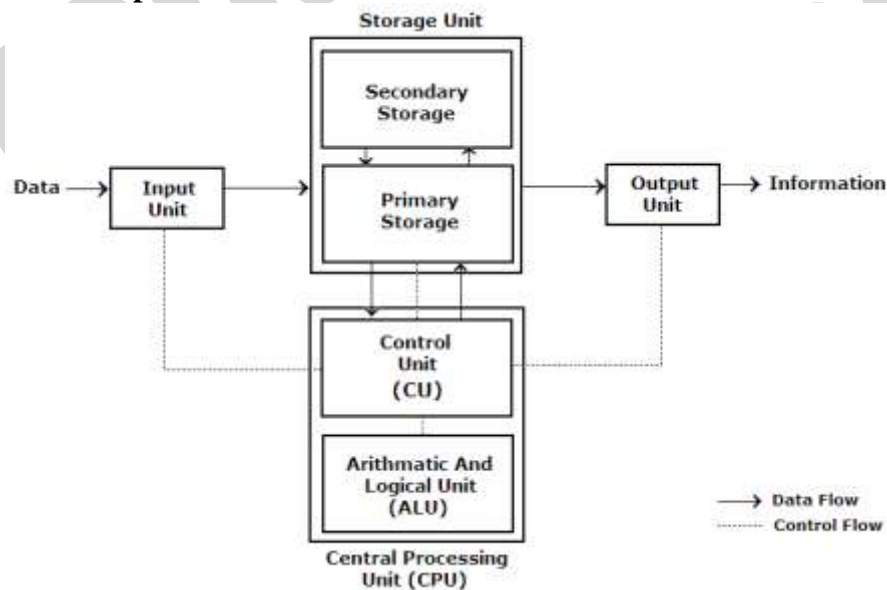 Storage Unit
Secondary
Storage
Data
Input
Unit
Primary
Storage
Output
Unit
Information
Control
Unit
(CU)
Arithmatic And
Logical Unit
(ALU)
Data Flow
Control Flow
Central Processing
Unit (CPU)